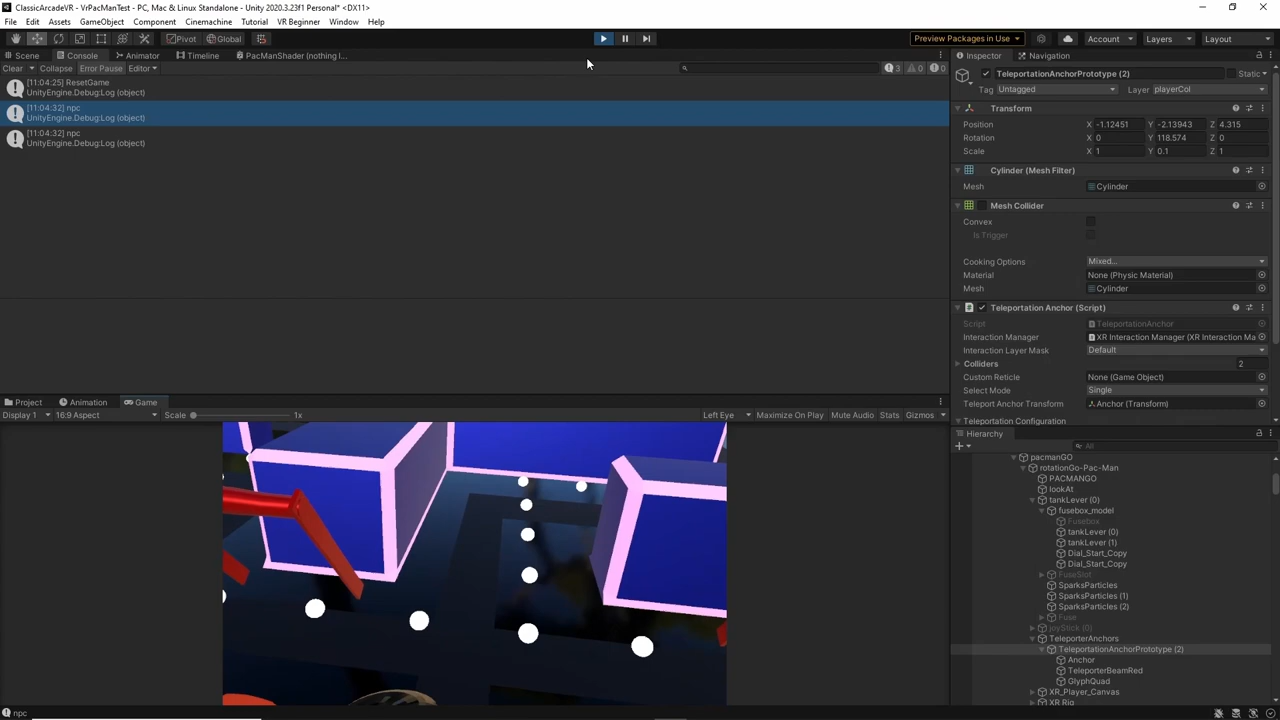 ClassicArcadeVR - VrPacManTest - PC, Mac & Linux Standalone - Unity 2020.3.23f1 Personal* <DX11>
File Edit Assets GameObject Component Cinemachine Tutorial VR Beginner Window Help
Pivot Global Preview Packages in Use Account Layers Layout
Scene Console Animator Timeline PacManShader (nothing l... Inspector Navigation
Clear Collapse Error Pause Editor 3 0 0
[11:04:25] ResetGame
UnityEngine.Debug:Log (object)
[11:04:32] npc
UnityEngine.Debug:Log (object)
[11:04:32] npc
UnityEngine.Debug:Log (object)
TeleportationAnchorPrototype (2) Static
Tag Untagged Layer playerCol
Transform
Position X -1.12451 Y -2.13943 Z 4.315
Rotation X 0 Y 118.574 Z 0
Scale X 1 Y 0.1 Z 1
Cylinder (Mesh Filter)
Mesh Cylinder
Mesh Collider
Convex
Is Trigger
Cooking Options Mixed...
Material None (Physic Material)
Mesh Cylinder
Teleportation Anchor (Script)
Script TeleportationAnchor
Interaction Manager XR Interaction Manager (XR Interaction Ma
Interaction Layer Mask Default
Colliders 2
Custom Reticle None (Game Object)
Select Mode Single
Teleport Anchor Transform Anchor (Transform)
Teleportation Configuration
Project Animation Game
Display 1 16:9 Aspect Scale 1x Left Eye Maximize On Play Mute Audio Stats Gizmos
Hierarchy
All
pacmanGO
rotationGo-Pac-Man
PACMANGO
lookAt
tankLever (0)
fusebox_model
Fusebox
tankLever (0)
tankLever (1)
Dial_Start_Copy
Dial_Start_Copy
FuseSlot
SparksParticles
SparksParticles (1)
SparksParticles (2)
Fuse
joyStick (0)
TeleporterAnchors
TeleportationAnchorPrototype (2)
Anchor
TeleporterBeamRed
GlyphQuad
XR_Player_Canvas
XR Rig
npc